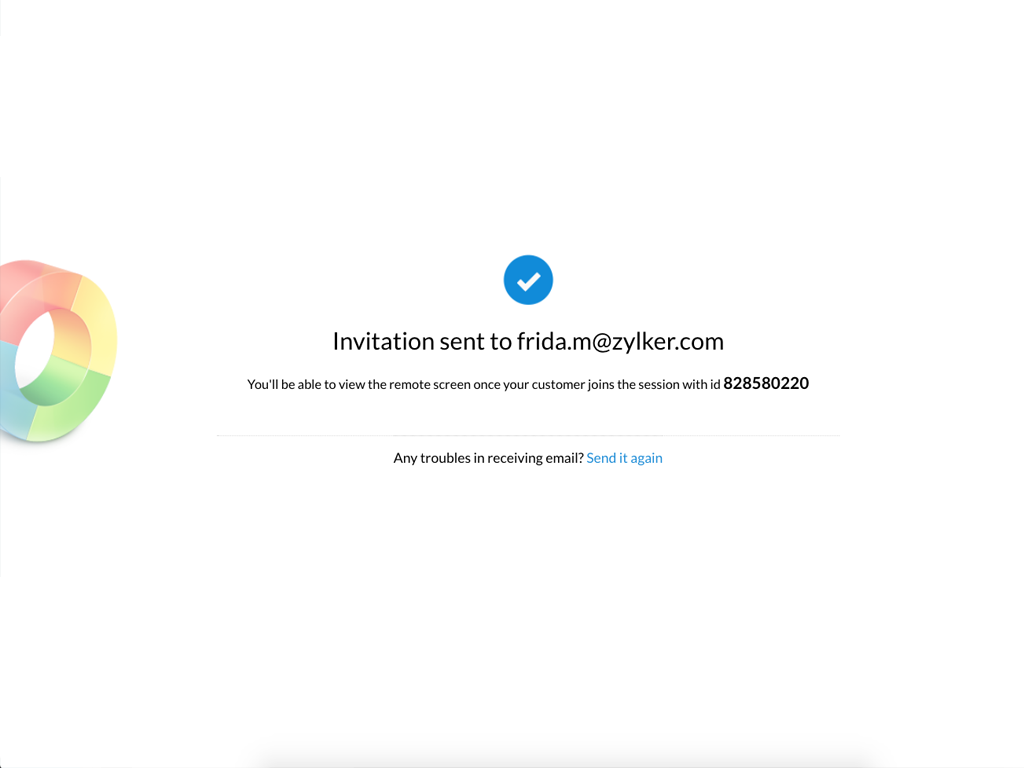 Invitation sent to frida.m@zylker.com
You'll be able to view the remote screen once your customer joins the session with id 828580220
Any troubles in receiving email? Send it again